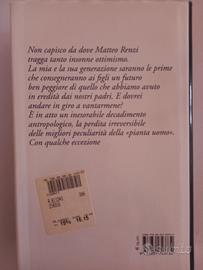 Non capisco da dove Matteo Renzi
tragga tanto insonne ottimismo.
La mia e la sua generazione saranno le prime
che consegneranno ai figli un futuro
ben peggiore di quello che abbiamo avuto
in eredità dai nostri padri. E dovrei
andare in giro a vantarmene?
È in atto un inesorabile decadimento
antropologico, la perdita irreversibile
delle migliori peculiarità della «pianta uomo».
Con qualche eccezione